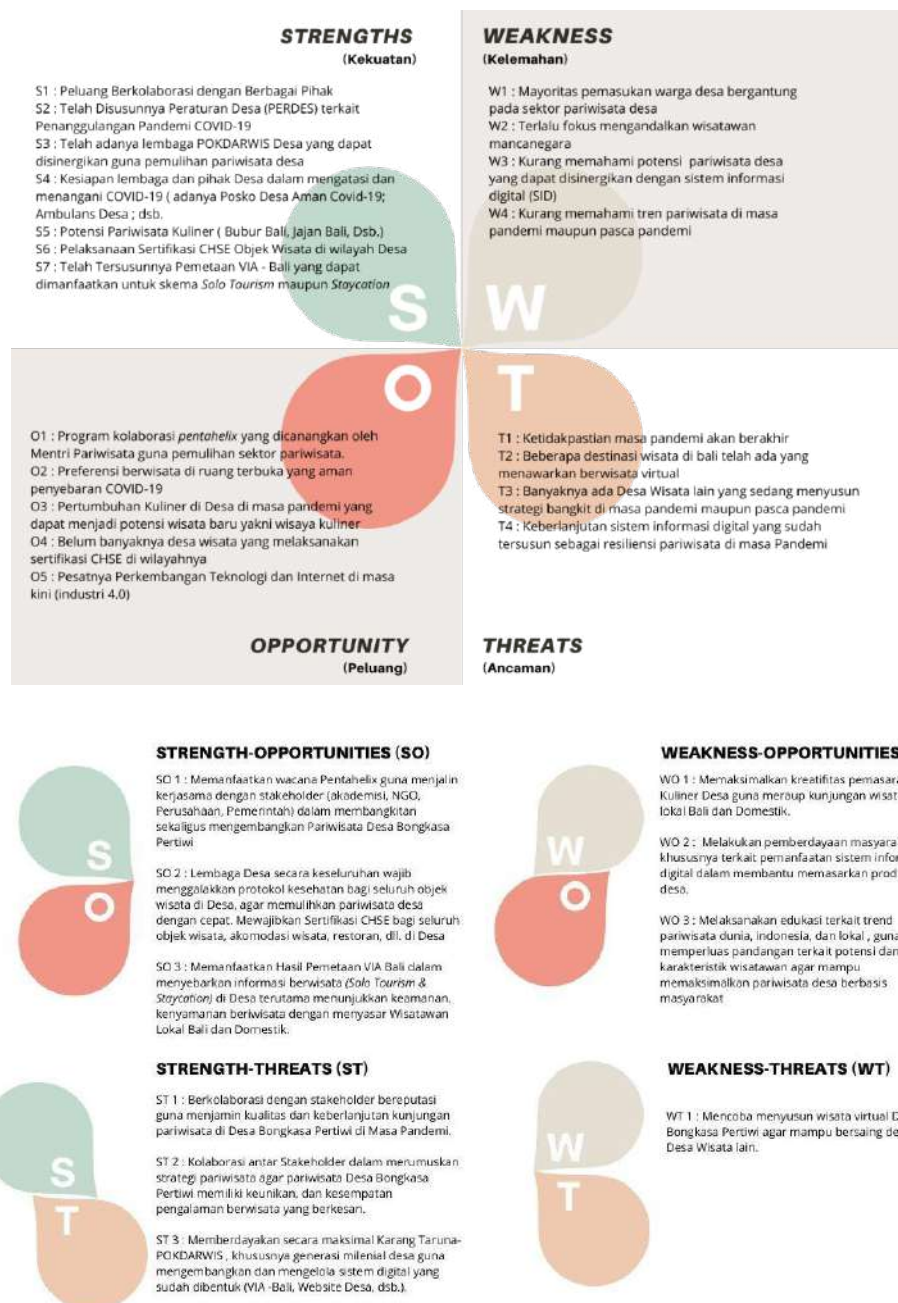 STRENGTHS
(Kekuatan)
S1 : Peluang Berkolaborasi dengan Berbagai Pihak
S2 : Telah Disusunnya Peraturan Desa (PERDES) terkait
Penanggulangan Pandemi COVID-19
S3 : Telah adanya lembaga POKDARWIS Desa yang dapat
disinergikan guna pemulihan pariwisata desa
S4 : Kesiapan lembaga dan pihak Desa dalam mengatasi dan
menangani COVID-19 ( adanya Posko Desa Aman Covid-19;
Ambulans Desa ; dsb.
S5 : Potensi Pariwisata Kuliner ( Bubur Bali, Jajan Bali, Dsb.)
S6 : Pelaksanaan Sertifikasi CHSE Objek Wisata di wilayah Desa
S7 : Telah Tersusunnya Pemetaan VIA - Bali yang dapat
dimanfaatkan untuk skema Solo Tourism maupun Staycation
S
WEAKNESS
(Kelemahan)
W1 : Mayoritas pemasukan warga desa bergantung
pada sektor pariwisata desa
W2 : Terlalu fokus mengandalkan wisatawan
mancanegara
W3 : Kurang memahami potensi pariwisata desa
yang dapat disinergikan dengan sistem informasi
digital (SID)
W4 : Kurang memahami tren pariwisata di masa
pandemi maupun pasca pandemi
W
O
O1 : Program kolaborasi pentahelix yang dicanangkan oleh
Mentri Pariwisata guna pemulihan sektor pariwisata.
O2 : Preferensi berwisata di ruang terbuka yang aman
penyebaran COVID-19
O3 : Pertumbuhan Kuliner di Desa di masa pandemi yang
dapat menjadi potensi wisata baru yakni wisaya kuliner
O4 : Belum banyaknya desa wisata yang melaksanakan
sertifikasi CHSE di wilayahnya
O5 : Pesatnya Perkembangan Teknologi dan Internet di masa
kini (industri 4.0)
OPPORTUNITY
(Peluang)
T
T1 : Ketidakpastian masa pandemi akan berakhir
T2 : Beberapa destinasi wisata di bali telah ada yang
menawarkan berwisata virtual
T3 : Banyaknya ada Desa Wisata lain yang sedang menyusun
strategi bangkit di masa pandemi maupun pasca pandemi
T4 : Keberlanjutan sistem informasi digital yang sudah
tersusun sebagai resiliensi pariwisata di masa Pandemi
THREATS
(Ancaman)
S
O
STRENGTH-OPPORTUNITIES (SO)
SO 1 : Memanfaatkan wacana Pentahelix guna menjalin
kerjasama dengan stakeholder (akademisi, NGO,
Perusahaan, Pemerintah) dalam membangkitan
sekaligus mengembangkan Pariwisata Desa Bongkasa
Pertiwi
SO 2 : Lembaga Desa secara keseluruhan wajib
menggalakkan protokol kesehatan bagi seluruh objek
wisata di Desa, agar memulihkan pariwisata desa
dengan cepat. Mewajibkan Sertifikasi CHSE bagi seluruh
objek wisata, akomodasi wisata, restoran, dll. di Desa
SO 3 : Memanfaatkan Hasil Pemetaan VIA Bali dalam
menyebarkan informasi berwisata (Solo Tourism &
Staycation) di Desa terutama menunjukkan keamanan,
kenyamanan beriwisata dengan menyasar Wisatawan
Lokal Bali dan Domestik.
W
O
WEAKNESS-OPPORTUNITIES
WO 1 : Memaksimalkan kreatifitas pemasara
Kuliner Desa guna meraup kunjungan wisat
lokal Bali dan Domestik.
WO 2 : Melakukan pemberdayaan masyara
khususnya terkait pemanfaatan sistem infor
digital dalam membantu memasarkan prod
desa.
WO 3 : Melaksanakan edukasi terkait trend
pariwisata dunia, indonesia, dan lokal , guna
memperluas pandangan terkait potensi dan
karakteristik wisatawan agar mampu
memaksimalkan pariwisata desa berbasis
masyarakat
S
T
STRENGTH-THREATS (ST)
ST 1 : Berkolaborasi dengan stakeholder bereputasi
guna menjamin kualitas dan keberlanjutan kunjungan
pariwisata di Desa Bongkasa Pertiwi di Masa Pandemi.
ST 2 : Kolaborasi antar Stakeholder dalam merumuskan
strategi pariwisata agar pariwisata Desa Bongkasa
Pertiwi memiliki keunikan, dan kesempatan
pengalaman berwisata yang berkesan.
ST 3 : Memberdayakan secara maksimal Karang Taruna-
POKDARWIS , khususnya generasi milenial desa guna
mengembangkan dan mengelola sistem digital yang
sudah dibentuk (VIA -Bali, Website Desa, dsb.).
W
T
WEAKNESS-THREATS (WT)
WT 1 : Mencoba menyusun wisata virtual D
Bongkasa Pertiwi agar mampu bersaing de
Desa Wisata lain.